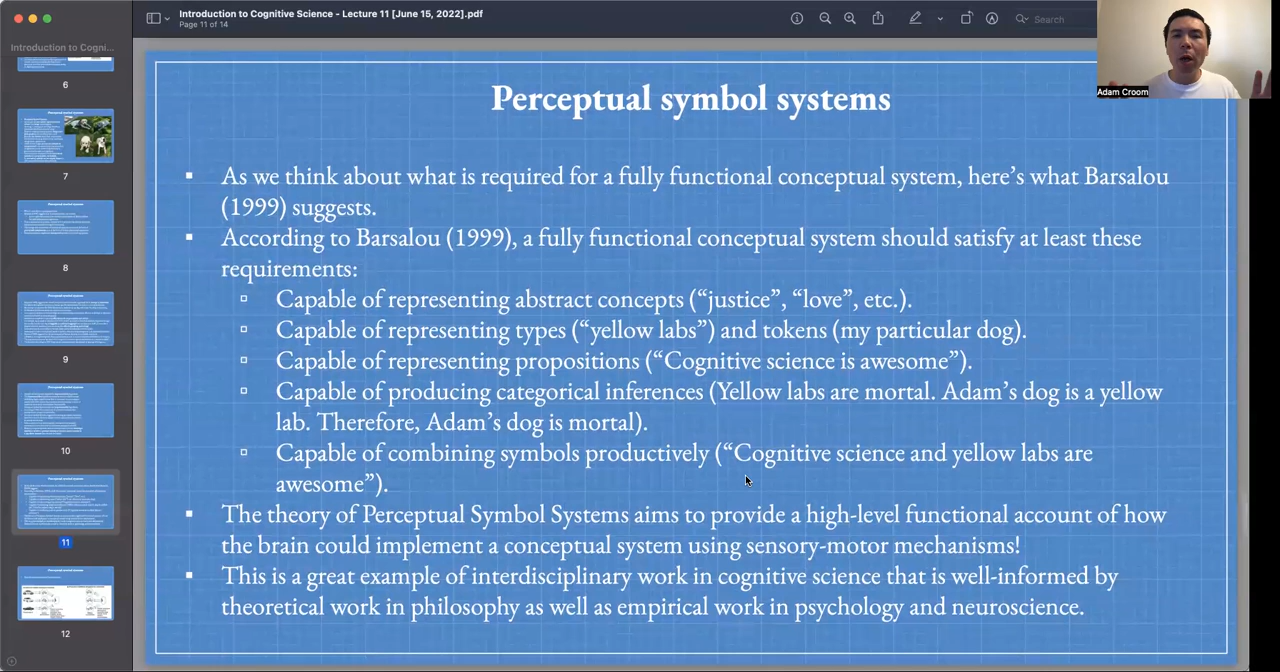 Introduction to Cognitive Science - Lecture 11 [June 15, 2022].pdf
Page 11 of 14
Search
Introduction to Cogni...
6
7
8
9
10
11
12
Adam Croom
Perceptual symbol systems
As we think about what is required for a fully functional conceptual system, here's what Barsalou
(1999) suggests.
According to Barsalou (1999), a fully functional conceptual system should satisfy at least these
requirements:
Capable of representing abstract concepts (“justice”, “love”, etc.).
Capable of representing types (“yellow labs”) and tokens (my particular dog).
Capable of representing propositions (“Cognitive science is awesome”).
Capable of producing categorical inferences (Yellow labs are mortal. Adam's dog is a yellow
lab. Therefore, Adam's dog is mortal).
Capable of combining symbols productively (“Cognitive science and yellow labs are
awesome”).
The theory of Perceptual Symbol Systems aims to provide a high-level functional account of how
the brain could implement a conceptual system using sensory-motor mechanisms!
This is a great example of interdisciplinary work in cognitive science that is well-informed by
theoretical work in philosophy as well as empirical work in psychology and neuroscience.